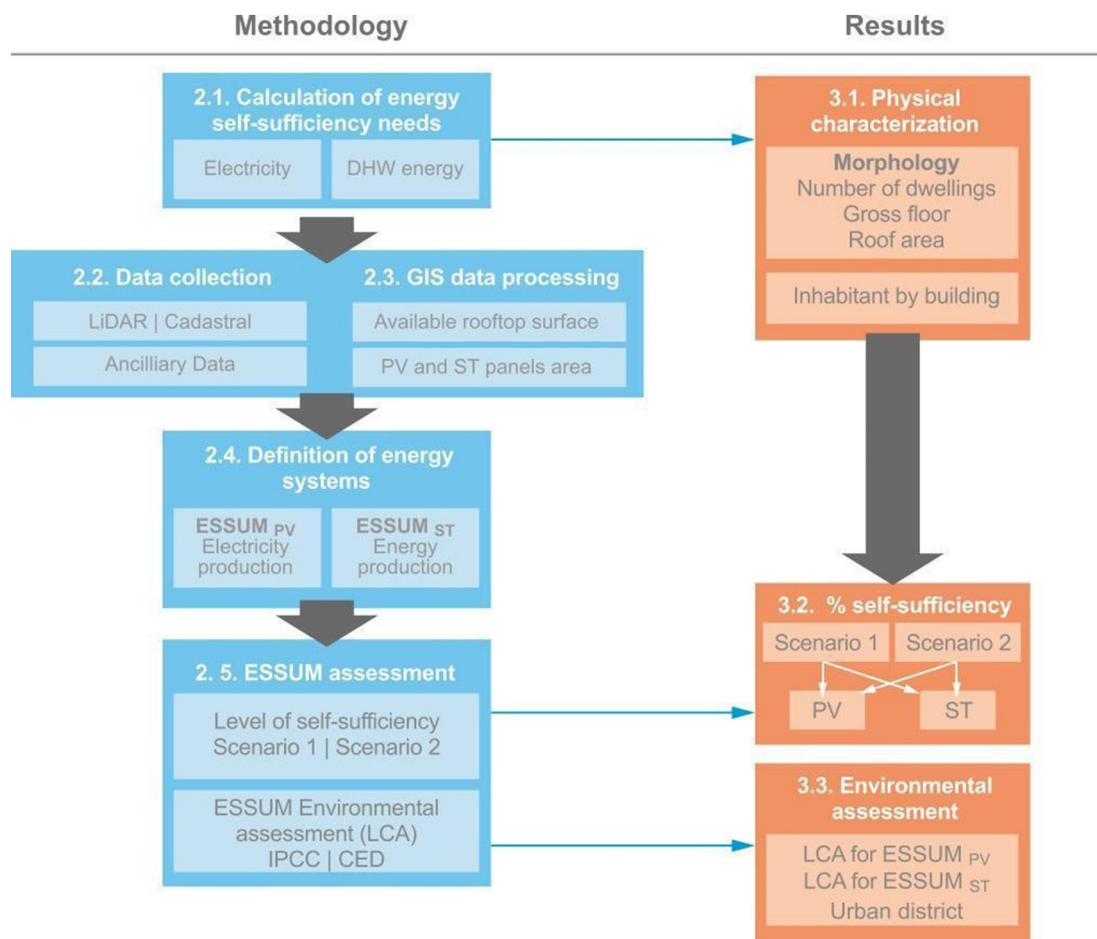 Methodology
Results
2.1. Calculation of energy
self-sufficiency needs
Electricity
DHW energy
2.2. Data collection
LiDAR | Cadastral
Ancilliary Data
2.3. GIS data processing
Available rooftop surface
PV and ST panels area
2.4. Definition of energy
systems
ESSUM PV
Electricity
production
ESSUM ST
Energy
production
2. 5. ESSUM assessment
Level of self-sufficiency
Scenario 1 | Scenario 2
ESSUM Environmental
assessment (LCA)
IPCC | CED
3.1. Physical
characterization
Morphology
Number of dwellings
Gross floor
Roof area
Inhabitant by building
3.2. % self-sufficiency
Scenario 1
Scenario 2
PV
ST
3.3. Environmental
assessment
LCA for ESSUM PV
LCA for ESSUM ST
Urban district